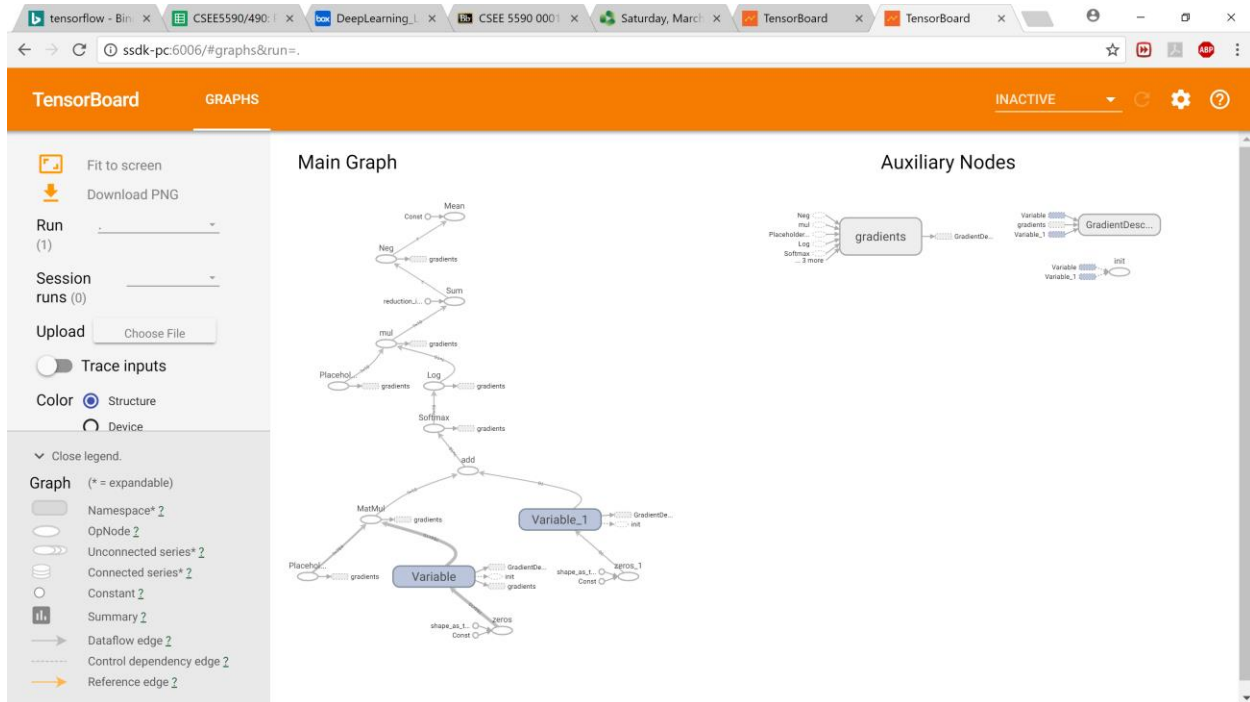 tensorflow - Bin
CSEE5590/490: I
DeepLearning_L
CSEE 5590 0001
Saturday, March
TensorBoard
TensorBoard
ssdk-pc:6006/#graphs&run=.
TensorBoard
GRAPHS
INACTIVE
Fit to screen
Download PNG
Run
(1)
.
Session
runs (0)
Upload
Choose File
Trace inputs
Color
Structure
Device
Close legend.
Graph
(* = expandable)
Namespace* ?
OpNode ?
Unconnected series* ?
Connected series* ?
Constant ?
Summary ?
Dataflow edge ?
Control dependency edge ?
Reference edge ?
Main Graph
Mean
Const
Neg
gradients
Sum
reduction_i...
mul
gradients
Placehol...
gradients
Log
gradients
Softmax
gradients
add
MatMul
gradients
Variable_1
GradientDe...
init
Placehol...
gradients
Variable
GradientDe...
init
gradients
shape_as_t...
Const
zeros_1
shape_as_t...
Const
zeros
Auxiliary Nodes
Neg
mul
Placeholder...
Log
Softmax
... 3 more
gradients
GradientDe...
Variable
gradients
Variable_1
GradientDesc...
Variable
Variable_1
init
ABP